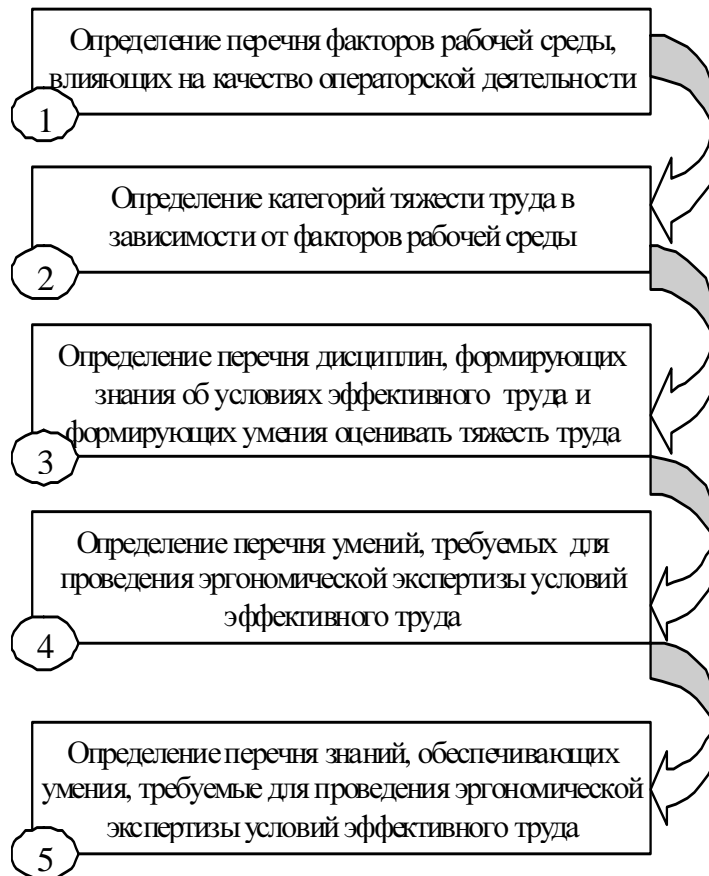 Определение перечня факторов рабочей среды,
влияющих на качество операторской деятельности
1
Определение категорий тяжести труда в
зависимости от факторов рабочей среды
2
Определение перечня дисциплин, формирующих
знания об условиях эффективного труда и
формирующих умения оценивать тяжесть труда
3
Определение перечня умений, требуемых для
проведения эргономической экспертизы условий
эффективного труда
4
Определение перечня знаний, обеспечивающих
умения, требуемые для проведения эргономической
экспертизы условий эффективного труда
5